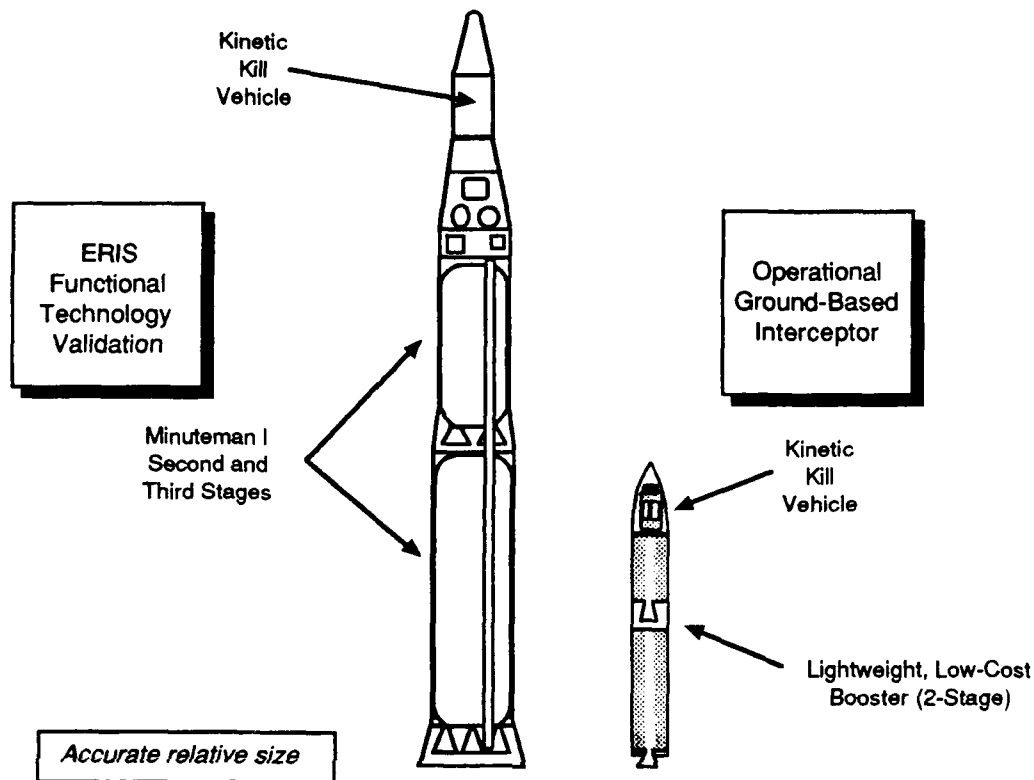 Kinetic
Kill
Vehicle
ERIS
Functional
Technology
Validation
Operational
Ground-Based
Interceptor
Minuteman I
Second and
Third Stages
Kinetic
Kill
Vehicle
Lightweight, Low-Cost
Booster (2-Stage)
Accurate relative size